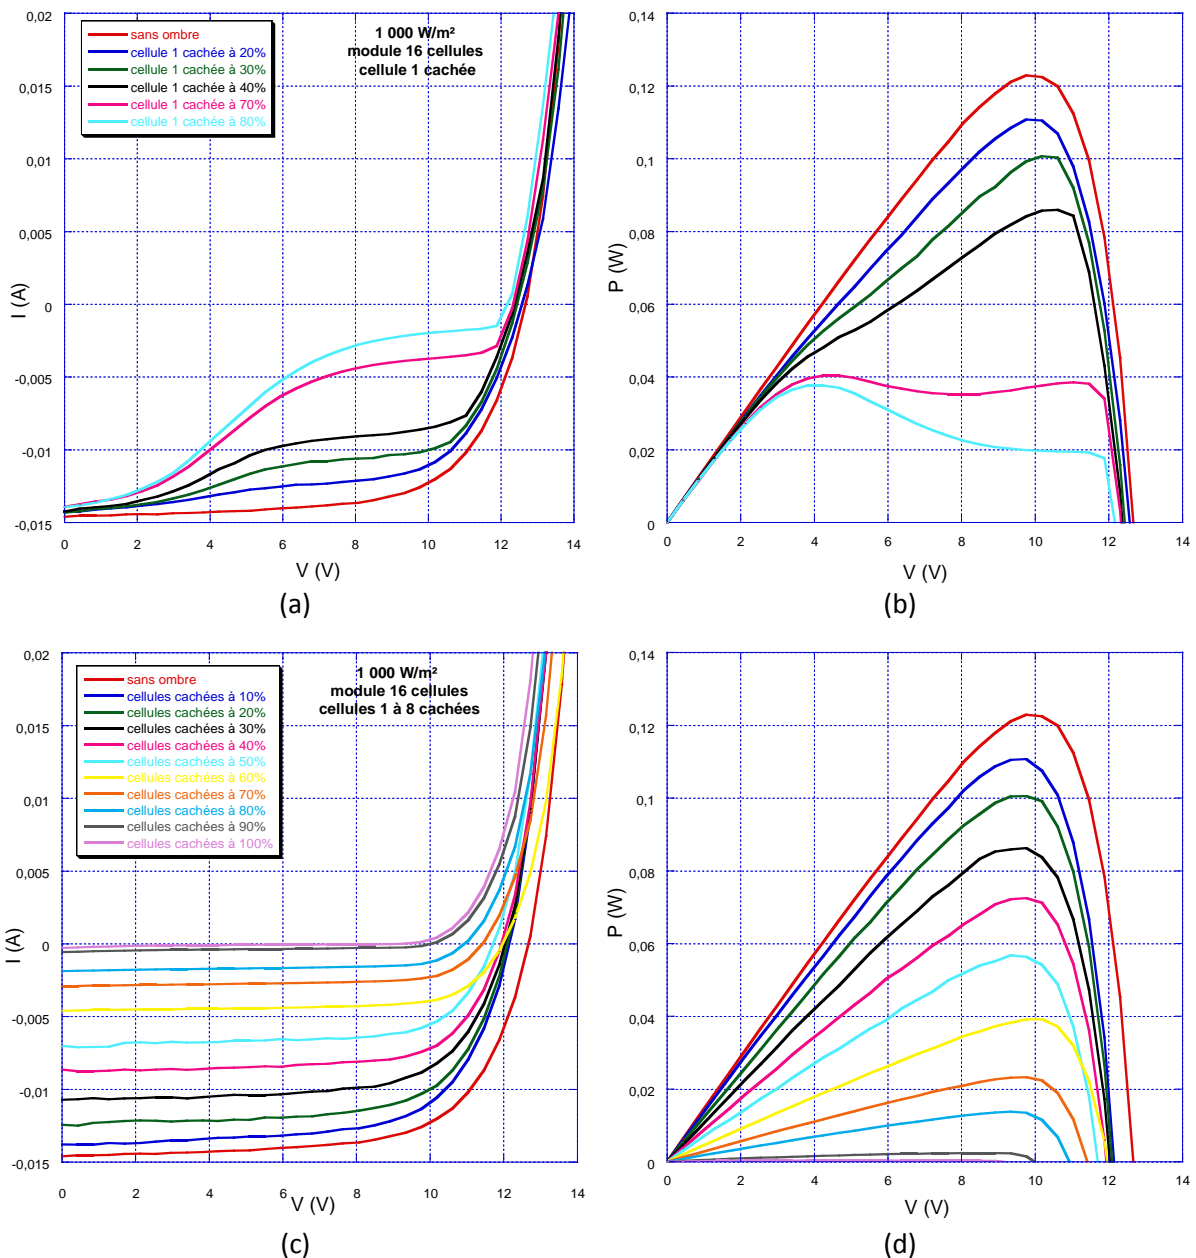 0,02
0,015
0,01
0,005
0
-0,005
-0,01
-0,015
I (A)
sans ombre
cellule 1 cachée à 20%
cellule 1 cachée à 30%
cellule 1 cachée à 40%
cellule 1 cachée à 70%
cellule 1 cachée à 80%
1 000 W/m²
module 16 cellules
cellule 1 cachée
0 2 4 6 8 10 12 14
V (V)
(a)
0,14
0,12
0,1
0,08
0,06
0,04
0,02
0
P (W)
0 2 4 6 8 10 12 14
V (V)
(b)
0,02
0,015
0,01
0,005
0
-0,005
-0,01
-0,015
I (A)
sans ombre
cellules cachées à 10%
cellules cachées à 20%
cellules cachées à 30%
cellules cachées à 40%
cellules cachées à 50%
cellules cachées à 60%
cellules cachées à 70%
cellules cachées à 80%
cellules cachées à 90%
cellules cachées à 100%
1 000 W/m²
module 16 cellules
cellules 1 à 8 cachées
0 2 4 6 8 10 12 14
V (V)
(c)
0,14
0,12
0,1
0,08
0,06
0,04
0,02
0
P (W)
0 2 4 6 8 10 12 14
V (V)
(d)